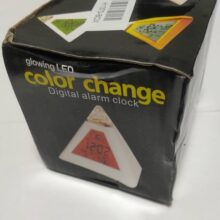 glowing LED
color change
Digital alarm clock